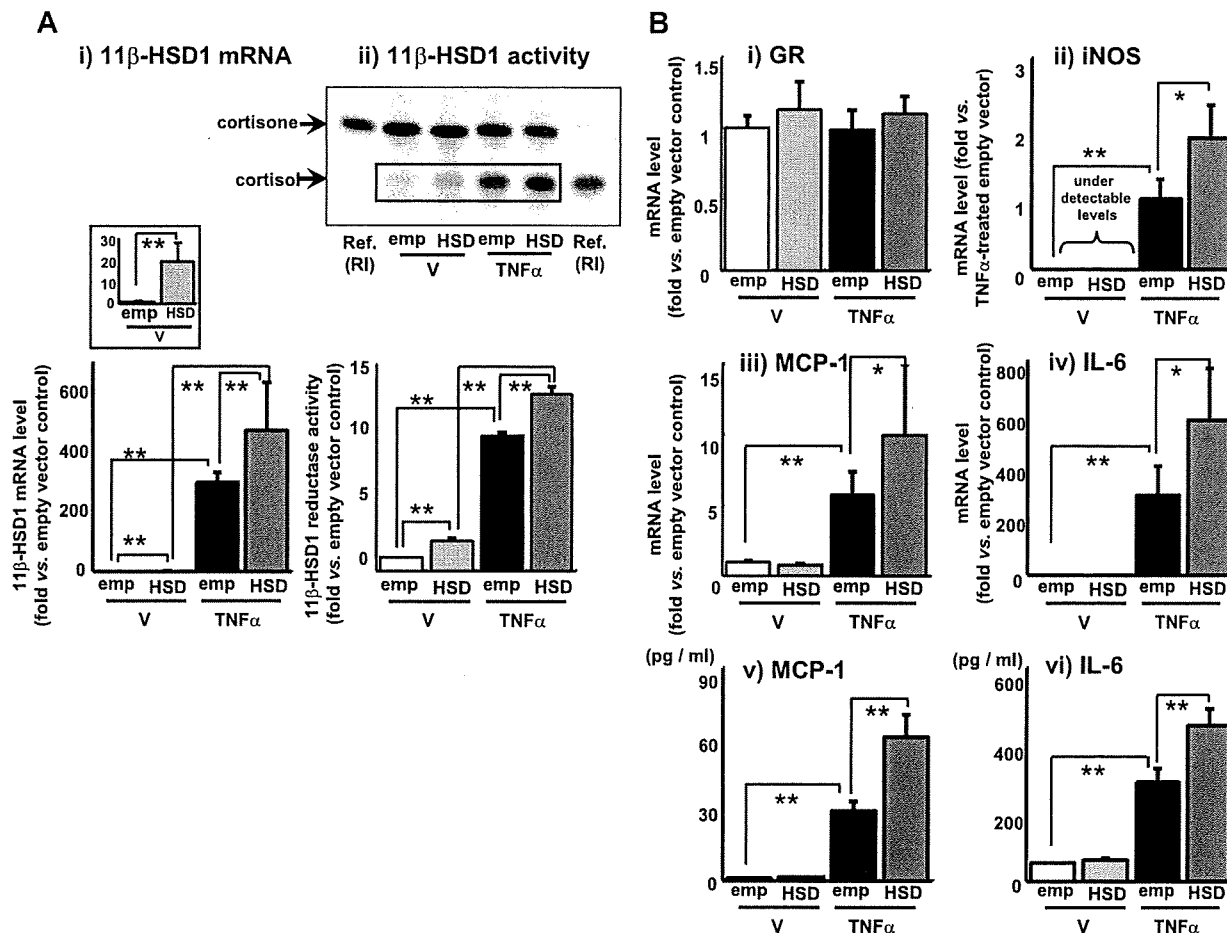 A
i) 11β-HSD1 mRNA
ii) 11β-HSD1 activity
cortisone
cortisol
Ref. (RI)
emp
HSD
emp
HSD
Ref. (RI)
V
TNFα
30
20
10
0
**
emp
HSD
V
11β-HSD1 mRNA level
(fold vs. empty vector control)
600
400
200
0
**
**
**
**
emp
HSD
emp
HSD
V
TNFα
11β-HSD1 reductase activity
(fold vs. empty vector control)
15
10
5
0
**
**
**
**
emp
HSD
emp
HSD
V
TNFα
B
i) GR
mRNA level
(fold vs. empty vector control)
1.5
1
0.5
0
emp
HSD
emp
HSD
V
TNFα
ii) iNOS
mRNA level (fold vs.
TNFα-treated empty vector)
3
2
1
0
*
**
under
detectable
levels
emp
HSD
emp
HSD
V
TNFα
iii) MCP-1
mRNA level
(fold vs. empty vector control)
15
10
5
0
*
**
emp
HSD
emp
HSD
V
TNFα
iv) IL-6
mRNA level
(fold vs. empty vector control)
800
600
400
200
0
*
**
emp
HSD
emp
HSD
V
TNFα
(pg / ml)
v) MCP-1
90
60
30
0
**
**
emp
HSD
emp
HSD
V
TNFα
(pg / ml)
vi) IL-6
600
400
200
0
**
**
emp
HSD
emp
HSD
V
TNFα